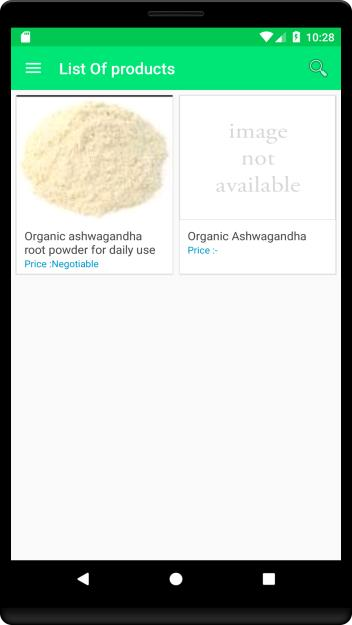 10:28
List Of products
image
not
available
Organic ashwagandha
root powder for daily use
Price :Negotiable
Organic Ashwagandha
Price :-